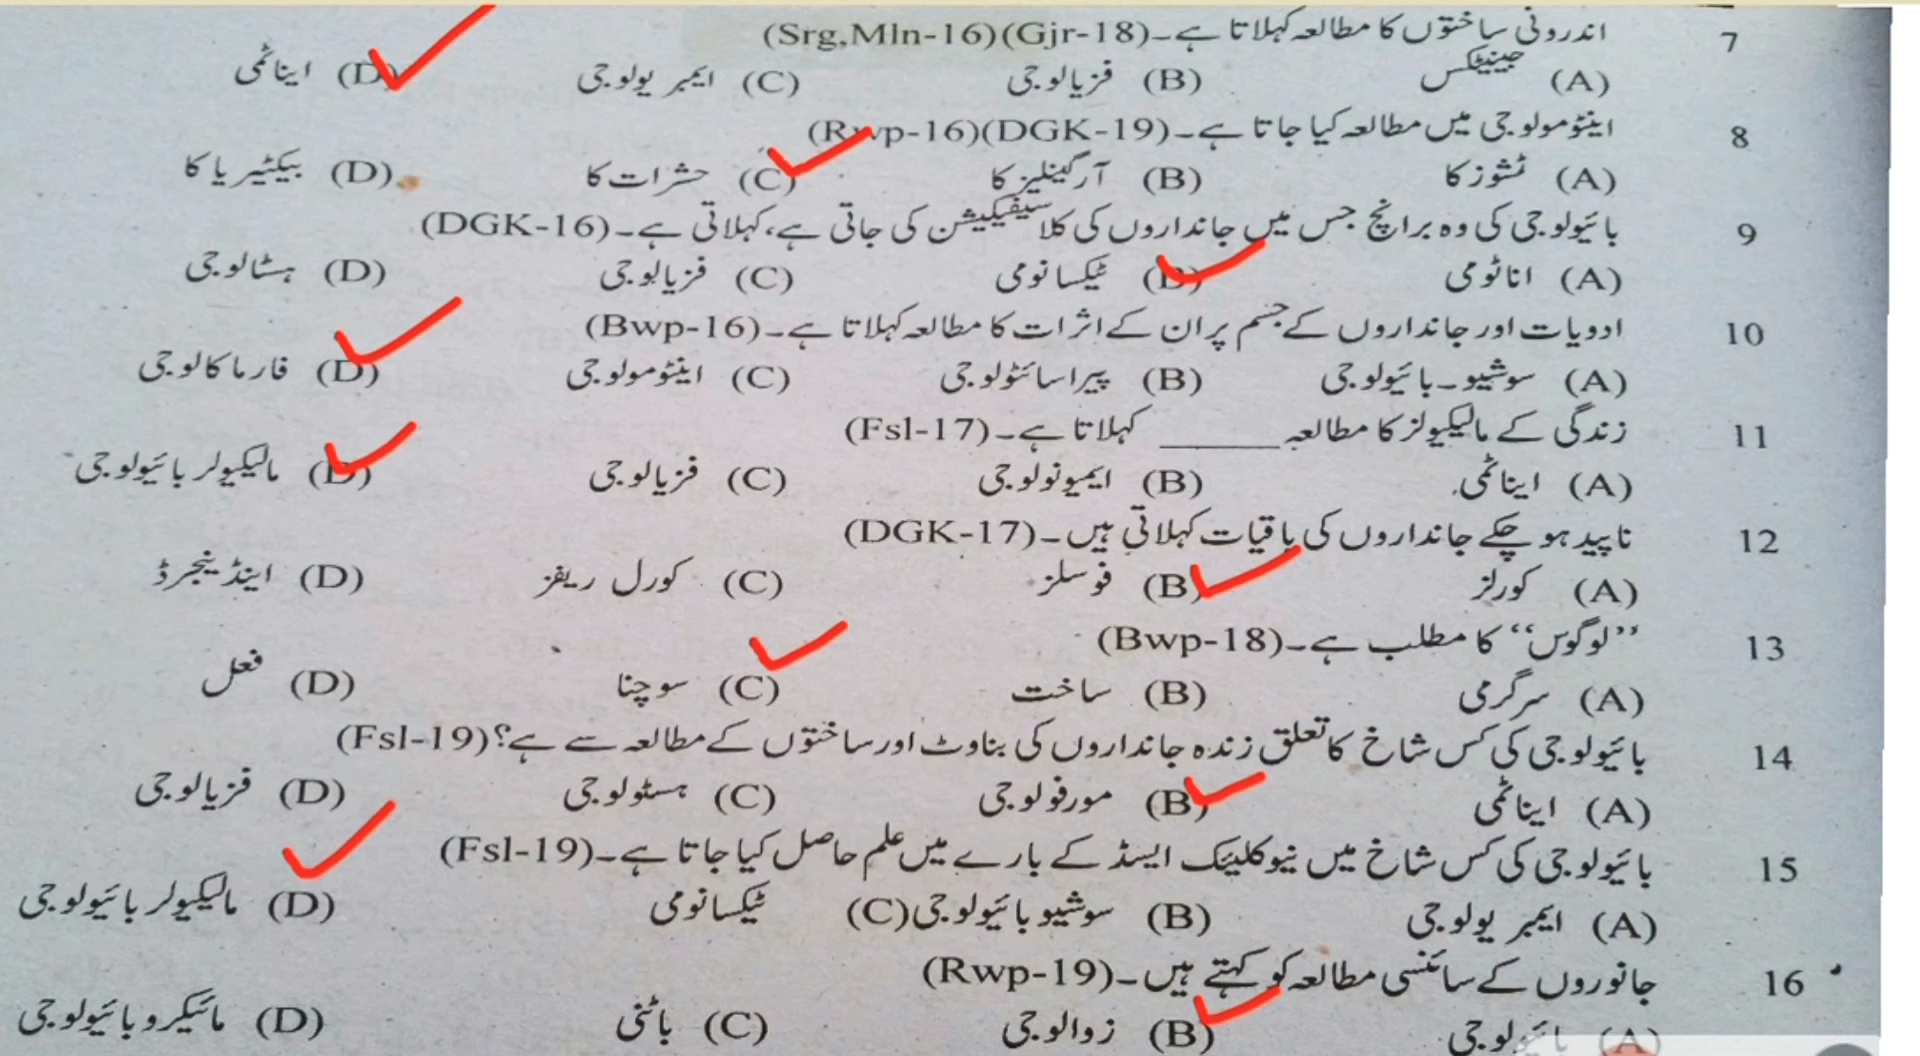 7 اندرونی ساختوں کا مطالعہ کہلاتا ہے۔(Srg,Mln-16)(Gjr-18)
(A) جینیٹکس (B) فزیالوجی (C) ایمبریولوجی (D) ایناٹمی
8 اینٹومولوجی میں مطالعہ کیا جاتا ہے۔(Rwp-16)(DGK-19)
(A) ٹشوز کا (B) آرگینلیز کا (C) حشرات کا (D) بیکٹیریا کا
9 بائیولوجی کی وہ برانچ جس میں جانداروں کی کلاسیفیکیشن کی جاتی ہے، کہلاتی ہے۔(DGK-16)
(A) اناٹومی (B) ٹیکسانومی (C) فزیالوجی (D) ہسٹالوجی
10 ادویات اور جانداروں کے جسم پر ان کے اثرات کا مطالعہ کہلاتا ہے۔(Bwp-16)
(A) سوشیو۔بائیولوجی (B) پیراسائٹولوجی (C) اینٹومولوجی (D) فارماکالوجی
11 زندگی کے مالیکیولز کا مطالعہ ______ کہلاتا ہے۔(Fsl-17)
(A) ایناٹمی (B) ایمیونولوجی (C) فزیالوجی (D) مالیکیولر بائیولوجی
12 ناپید ہو چکے جانداروں کی باقیات کہلاتی ہیں۔(DGK-17)
(A) کورلز (B) فوسلز (C) کورل ریفز (D) اینڈینجرڈ
13 ”لوگوس“ کا مطلب ہے۔(Bwp-18)
(A) سرگرمی (B) ساخت (C) سوچنا (D) فعل
14 بائیولوجی کی کس شاخ کا تعلق زندہ جانداروں کی بناوٹ اور ساختوں کے مطالعہ سے ہے؟(Fsl-19)
(A) ایناٹمی (B) مورفولوجی (C) ہسٹولوجی (D) فزیالوجی
15 بائیولوجی کی کس شاخ میں نیوکلیئک ایسڈ کے بارے میں علم حاصل کیا جاتا ہے۔(Fsl-19)
(A) ایمبریولوجی (B) سوشیوبائیولوجی (C) ٹیکسانومی (D) مالیکیولر بائیولوجی
16 جانوروں کے سائنسی مطالعہ کو کہتے ہیں۔(Rwp-19)
(A) بائیولوجی (B) زوالوجی (C) باٹنی (D) مائیکروبائیولوجی